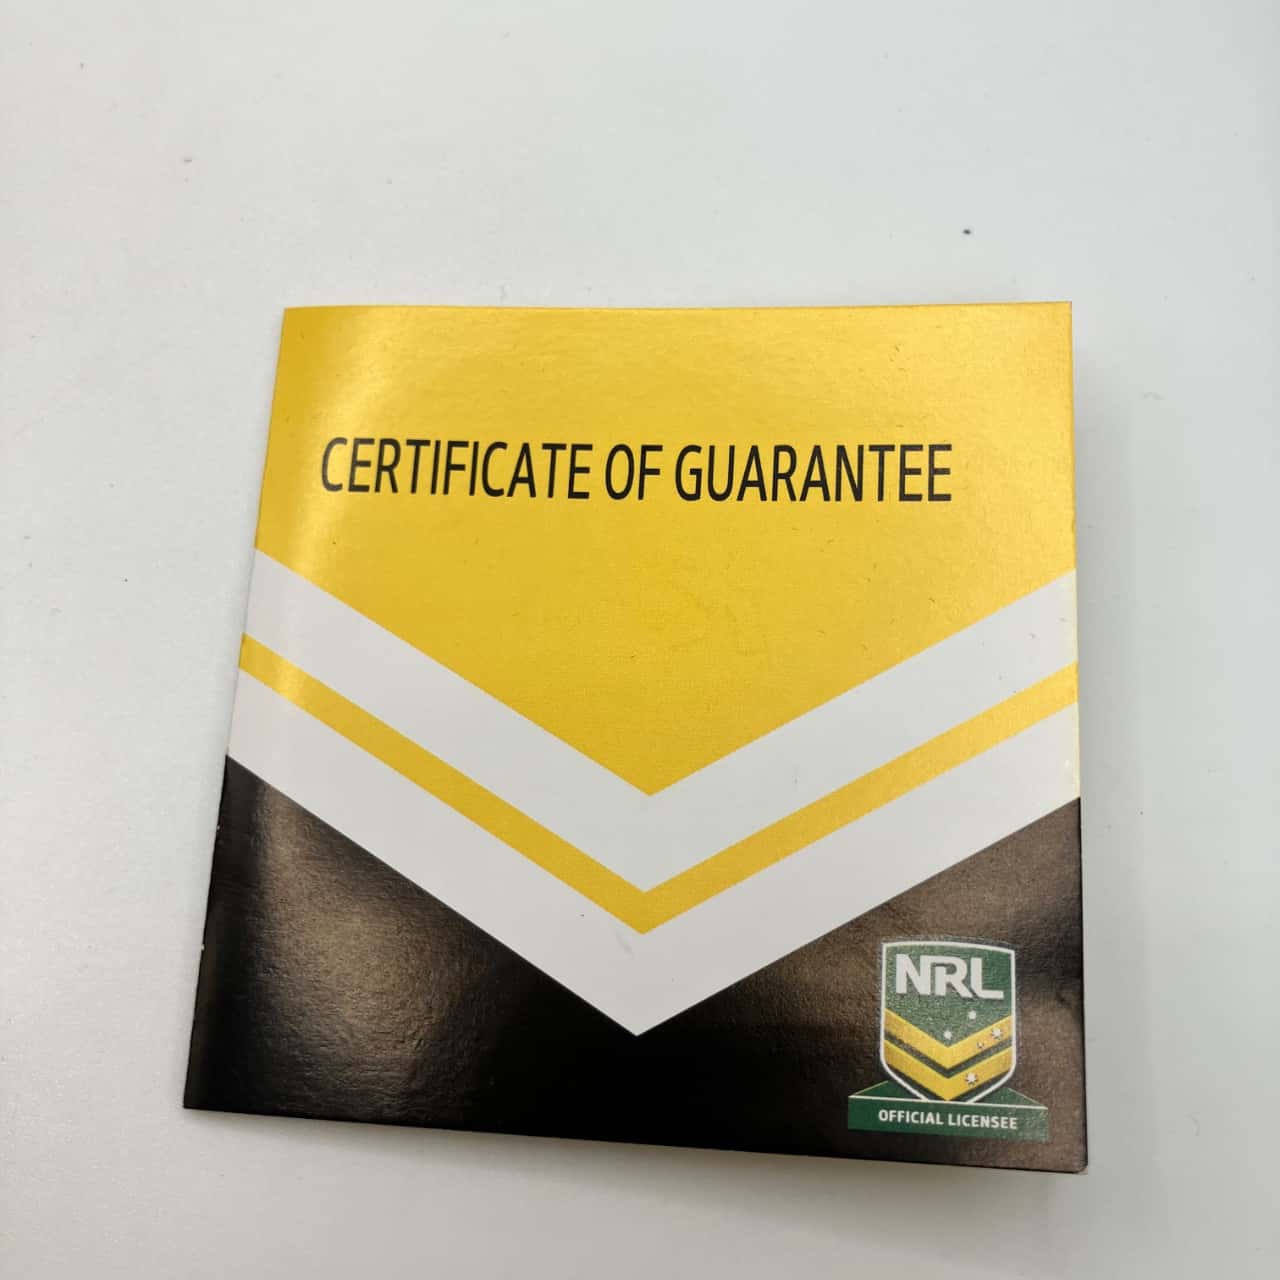 CERTIFICATE OF GUARANTEE
NRL
OFFICIAL LICENSEE